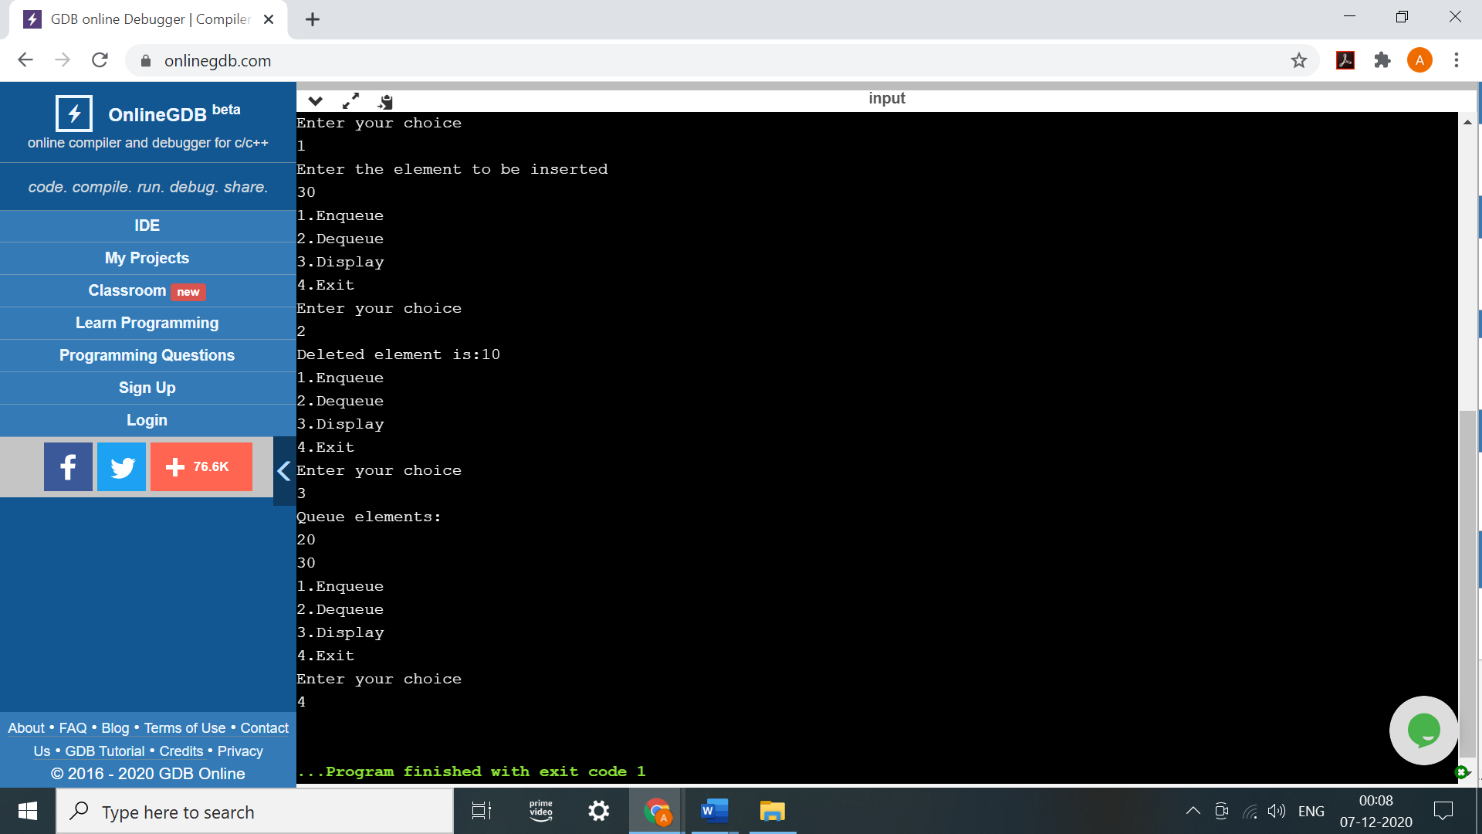 GDB online Debugger | Compiler
onlinegdb.com
A
OnlineGDB beta
online compiler and debugger for c/c++
code. compile. run. debug. share.
IDE
My Projects
Classroom new
Learn Programming
Programming Questions
Sign Up
Login
f
+ 76.6K
About • FAQ • Blog • Terms of Use • Contact
Us • GDB Tutorial • Credits • Privacy
© 2016 - 2020 GDB Online
input
Enter your choice
1
Enter the element to be inserted
30
1.Enqueue
2.Dequeue
3.Display
4.Exit
Enter your choice
2
Deleted element is:10
1.Enqueue
2.Dequeue
3.Display
4.Exit
Enter your choice
3
Queue elements:
20
30
1.Enqueue
2.Dequeue
3.Display
4.Exit
Enter your choice
4
...Program finished with exit code 1
Type here to search
prime
video
A
W
ENG
00:08
07-12-2020